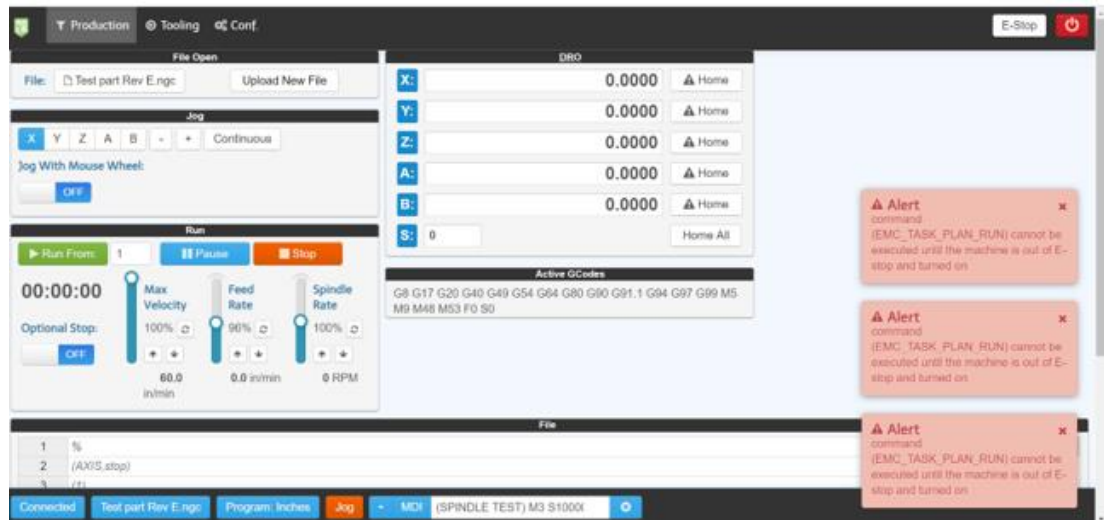 Production Tooling Conf. E-Stop
File Open
File: Test part Rev E.ngc Upload New File
Jog
X Y Z A B - + Continuous
Jog With Mouse Wheel:
OFF
Run
Run From: 1 Pause Stop
00:00:00
Max
Velocity
100%
60.0
in/min
Feed
Rate
96%
0.0 in/min
Spindle
Rate
100%
0 RPM
Optional Stop:
OFF
DRO
X: 0.0000 Home
Y: 0.0000 Home
Z: 0.0000 Home
A: 0.0000 Home
B: 0.0000 Home
S: 0 Home All
Active GCodes
G8 G17 G20 G40 G49 G54 G64 G80 G90 G91.1 G94 G97 G99 M5
M9 M48 M53 F0 S0
Alert
command
(EMC_TASK_PLAN_RUN) cannot be
executed until the machine is out of E-
stop and turned on
Alert
command
(EMC_TASK_PLAN_RUN) cannot be
executed until the machine is out of E-
stop and turned on
Alert
command
(EMC_TASK_PLAN_RUN) cannot be
executed until the machine is out of E-
stop and turned on
File
1 %
2 (AXIS,stop)
3
Connected Test part Rev E.ngc Program: Inches Jog - MDI (SPINDLE TEST) M3 S1000